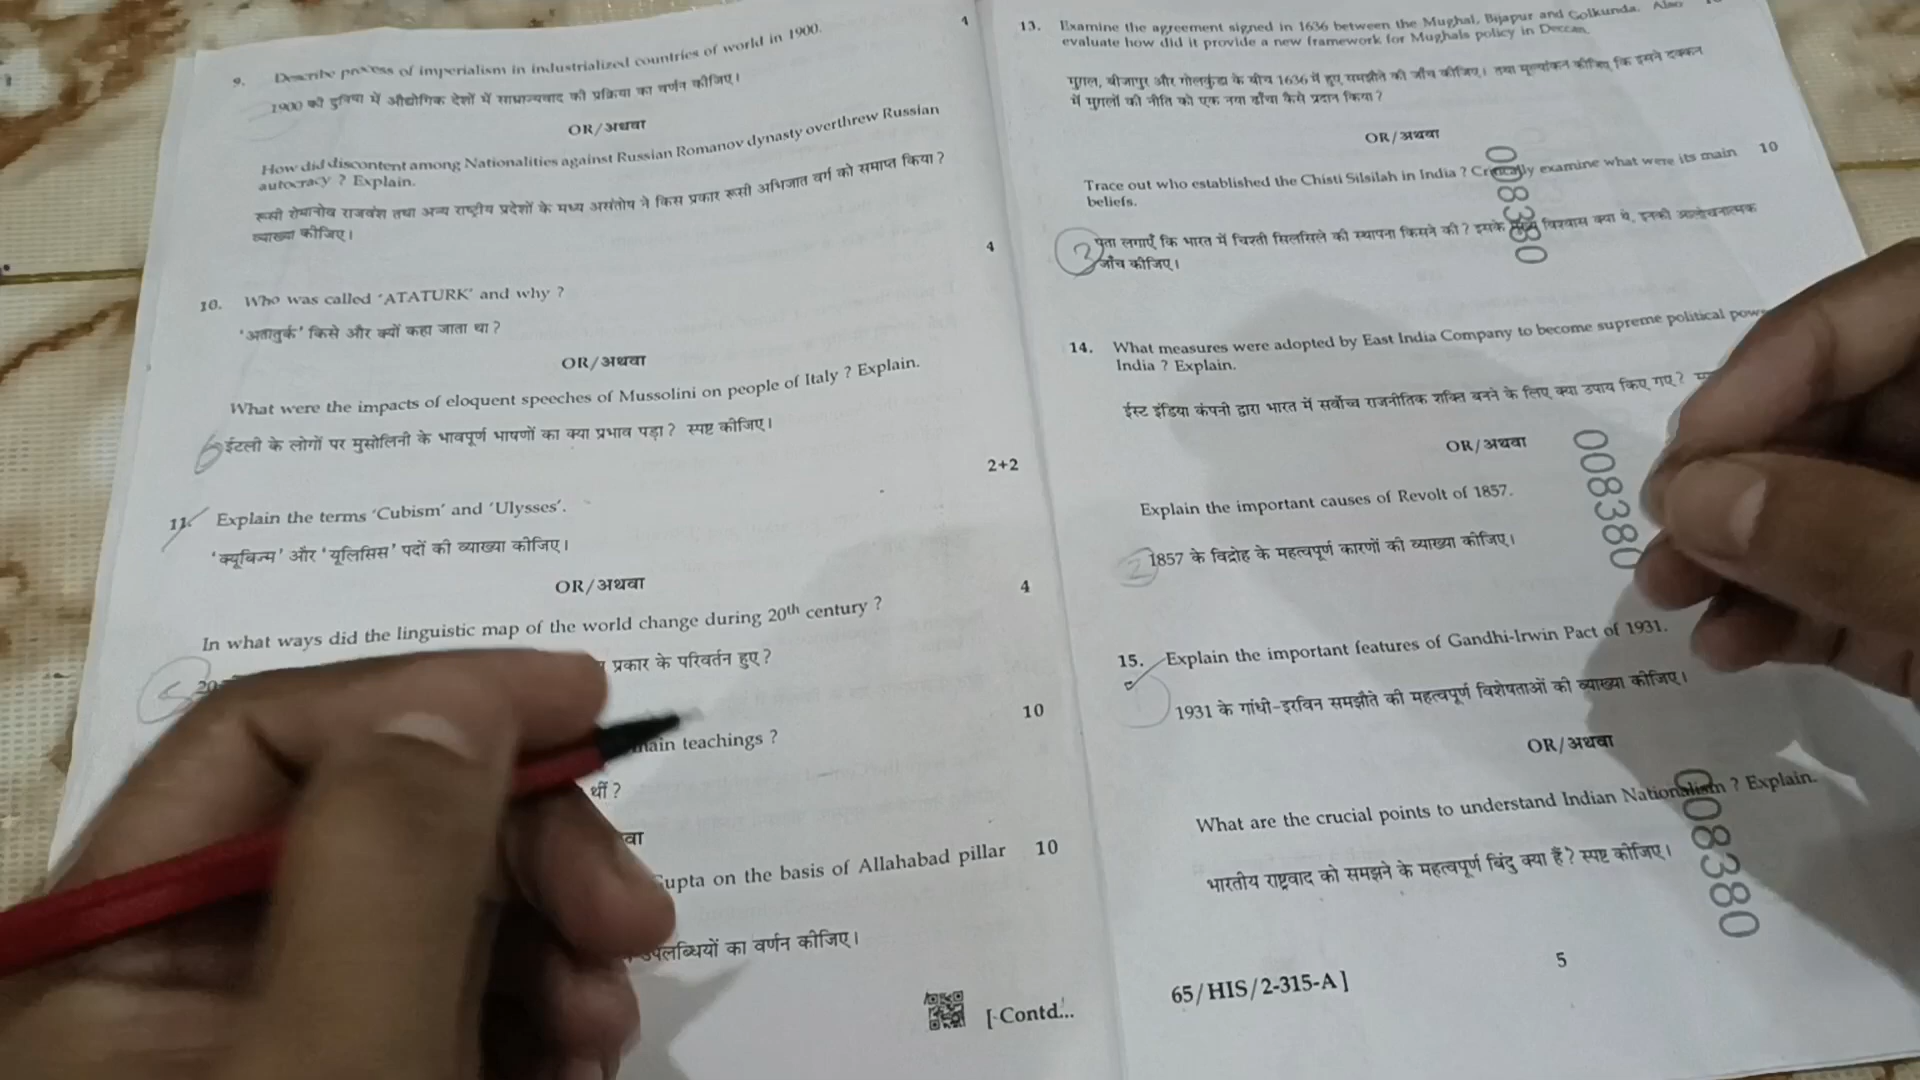 4
9. Describe process of imperialism in industrialized countries of world in 1900.
1900 की दुनिया में औद्योगिक देशों में साम्राज्यवाद की प्रक्रिया का वर्णन कीजिए।
OR/अथवा
How did discontent among Nationalities against Russian Romanov dynasty overthrew Russian
autocracy ? Explain.
रूसी रोमानोव राजवंश तथा अन्य राष्ट्रीय प्रदेशों के मध्य असंतोष ने किस प्रकार रूसी अभिजात वर्ग को समाप्त किया ?
व्याख्या कीजिए।
4
10. Who was called 'ATATURK' and why ?
'अतातुर्क' किसे और क्यों कहा जाता था ?
OR/अथवा
What were the impacts of eloquent speeches of Mussolini on people of Italy ? Explain.
6 ईटली के लोगों पर मुसोलिनी के भावपूर्ण भाषणों का क्या प्रभाव पड़ा ? स्पष्ट कीजिए।
2+2
11. Explain the terms 'Cubism' and 'Ulysses'.
'क्यूबिज्म' और 'यूलिसिस' पदों की व्याख्या कीजिए।
OR/अथवा
4
In what ways did the linguistic map of the world change during 20th century ?
5 20 प्रकार के परिवर्तन हुए ?
10
main teachings ?
थीं ?
Gupta on the basis of Allahabad pillar 10
उपलब्धियों का वर्णन कीजिए।
[ Contd...
13. Examine the agreement signed in 1636 between the Mughal, Bijapur and Golkunda. Also
evaluate how did it provide a new framework for Mughals policy in Deccan.
मुग़ल, बीजापुर और गोलकुंडा के बीच 1636 में हुए समझौते की जाँच कीजिए। तथा मूल्यांकन कीजिए कि इसने दक्कन
में मुग़लों की नीति को एक नया ढाँचा कैसे प्रदान किया ?
OR/अथवा
Trace out who established the Chisti Silsilah in India ? Critically examine what were its main 10
beliefs.
3 पता लगाएँ कि भारत में चिश्ती सिलसिले की स्थापना किसने की ? इसके मुख्य विश्वास क्या थे, इनकी आलोचनात्मक
जाँच कीजिए।
008380
14. What measures were adopted by East India Company to become supreme political
India ? Explain.
ईस्ट इंडिया कंपनी द्वारा भारत में सर्वोच्च राजनीतिक शक्ति बनने के लिए क्या उपाय किए गए ?
OR/अथवा
Explain the important causes of Revolt of 1857.
2 1857 के विद्रोह के महत्वपूर्ण कारणों की व्याख्या कीजिए।
008380
15. Explain the important features of Gandhi-Irwin Pact of 1931.
1 1931 के गांधी-इरविन समझौते की महत्वपूर्ण विशेषताओं की व्याख्या कीजिए।
OR/अथवा
What are the crucial points to understand Indian Nationalism ? Explain.
भारतीय राष्ट्रवाद को समझने के महत्वपूर्ण बिंदु क्या हैं ? स्पष्ट कीजिए।
008380
65/HIS/2-315-A ] 5